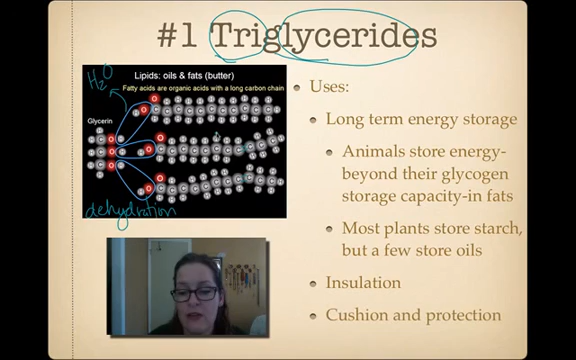 #1 Triglycerides
H2O
Lipids: oils & fats (butter)
Fatty acids are organic acids with a long carbon chain
Glycerin
dehydration
Uses:
Long term energy storage
Animals store energy-
beyond their glycogen
storage capacity-in fats
Most plants store starch,
but a few store oils
Insulation
Cushion and protection